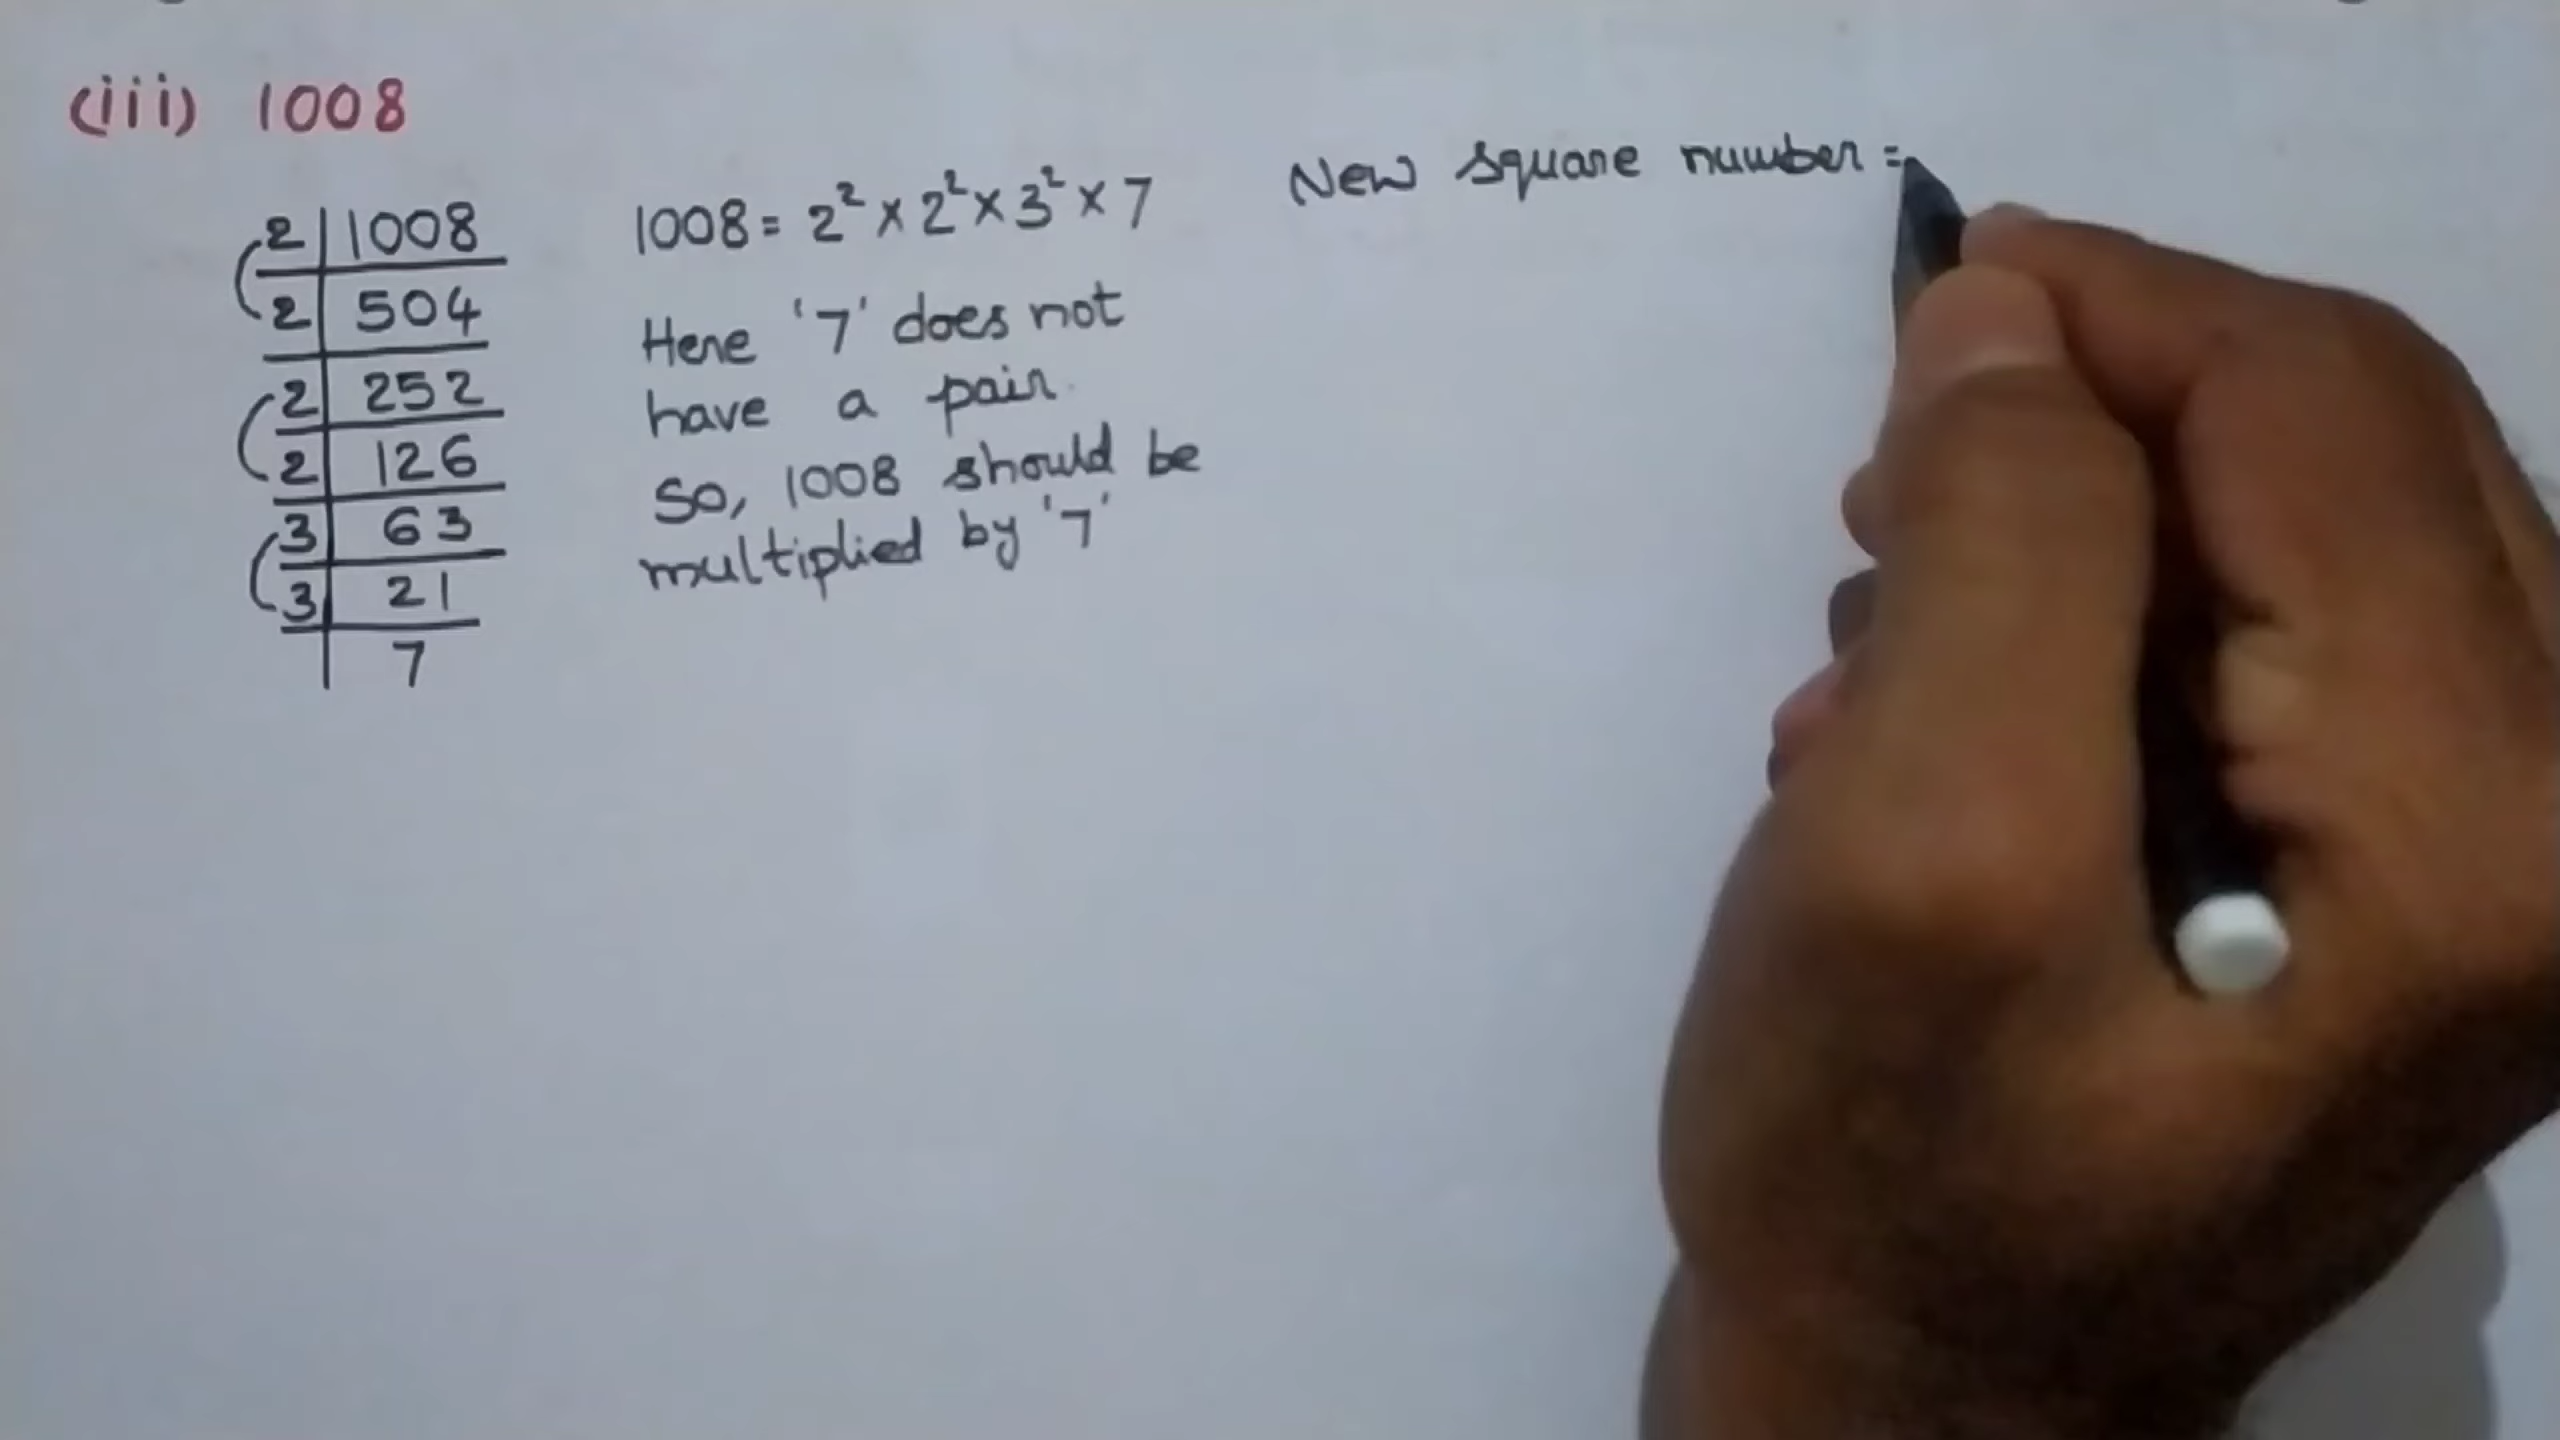 (iii) 1008
2 | 1008
2 | 504
2 | 252
2 | 126
3 | 63
3 | 21
7
1008 = 2² × 2² × 3² × 7
Here '7' does not
have a pair.
So, 1008 should be
multiplied by '7'
New square number =